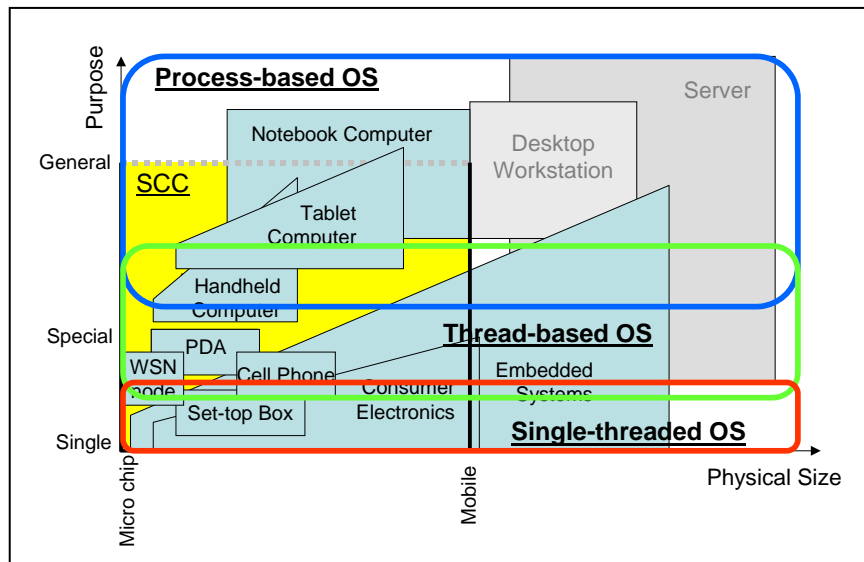 Purpose
Process-based OS
Server
Notebook Computer
Desktop
Workstation
General
SCC
Tablet
Computer
Handheld
Computer
Special
PDA
Thread-based OS
WSN
node
Cell Phone
Consumer
Electronics
Embedded
Systems
Set-top Box
Single
Single-threaded OS
Micro chip
Mobile
Physical Size